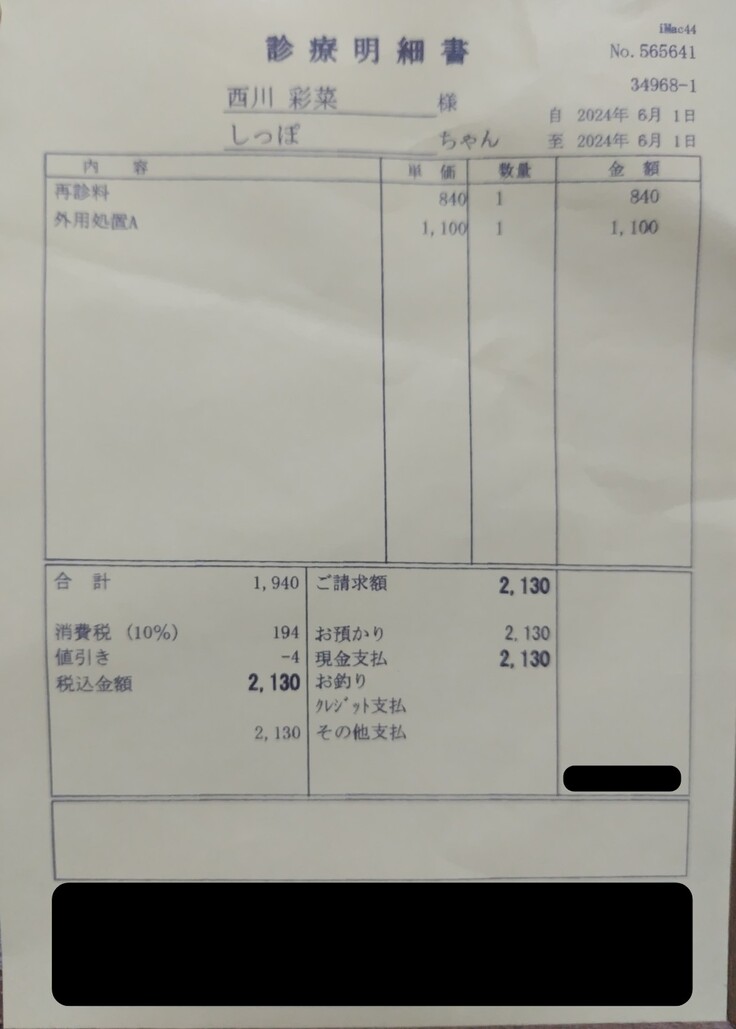 iMac44
診療明細書
No.565641
34968-1
西川 彩菜 様
自 2024年 6月 1日
しっぽ ちゃん
至 2024年 6月 1日
内 容 単 価 数量 金 額
再診料 840 1 840
外用処置A 1,100 1 1,100
合 計 1,940 ご請求額 2,130
消費税 (10%) 194 お預かり 2,130
値引き -4 現金支払 2,130
税込金額 2,130 お釣り
クレジット支払
2,130 その他支払